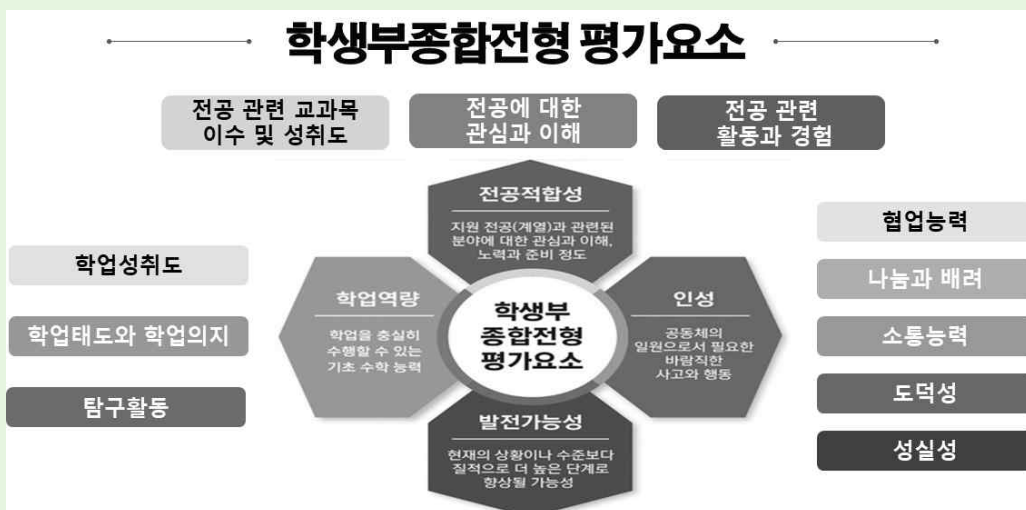 학생부종합전형 평가요소
전공 관련 교과목
이수 및 성취도
전공에 대한
관심과 이해
전공 관련
활동과 경험
전공적합성
지원 전공(계열)과 관련된
분야에 대한 관심과 이해,
노력과 준비 정도
학업성취도
학업태도와 학업의지
탐구활동
학업역량
학업을 충실히
수행할 수 있는
기초 수학 능력
학생부
종합전형
평가요소
인성
공동체의
일원으로서 필요한
바람직한
사고와 행동
협업능력
나눔과 배려
소통능력
도덕성
성실성
발전가능성
현재의 상황이나 수준보다
질적으로 더 높은 단계로
향상될 가능성